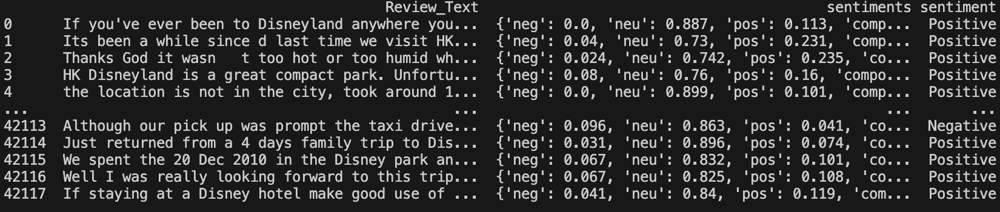 Review_Text sentiments sentiment
0 If you've ever been to Disneyland anywhere you... {'neg': 0.0, 'neu': 0.887, 'pos': 0.113, 'comp... Positive
1 Its been a while since d last time we visit HK... {'neg': 0.04, 'neu': 0.73, 'pos': 0.231, 'comp... Positive
2 Thanks God it wasn   t too hot or too humid wh... {'neg': 0.024, 'neu': 0.742, 'pos': 0.235, 'co... Positive
3 HK Disneyland is a great compact park. Unfortu... {'neg': 0.08, 'neu': 0.76, 'pos': 0.16, 'compo... Positive
4 the location is not in the city, took around 1... {'neg': 0.0, 'neu': 0.899, 'pos': 0.101, 'comp... Positive
... ... ... ...
42113 Although our pick up was prompt the taxi drive... {'neg': 0.096, 'neu': 0.863, 'pos': 0.041, 'co... Negative
42114 Just returned from a 4 days family trip to Dis... {'neg': 0.031, 'neu': 0.896, 'pos': 0.074, 'co... Positive
42115 We spent the 20 Dec 2010 in the Disney park an... {'neg': 0.067, 'neu': 0.832, 'pos': 0.101, 'co... Positive
42116 Well I was really looking forward to this trip... {'neg': 0.067, 'neu': 0.825, 'pos': 0.108, 'co... Positive
42117 If staying at a Disney hotel make good use of ... {'neg': 0.041, 'neu': 0.84, 'pos': 0.119, 'com... Positive